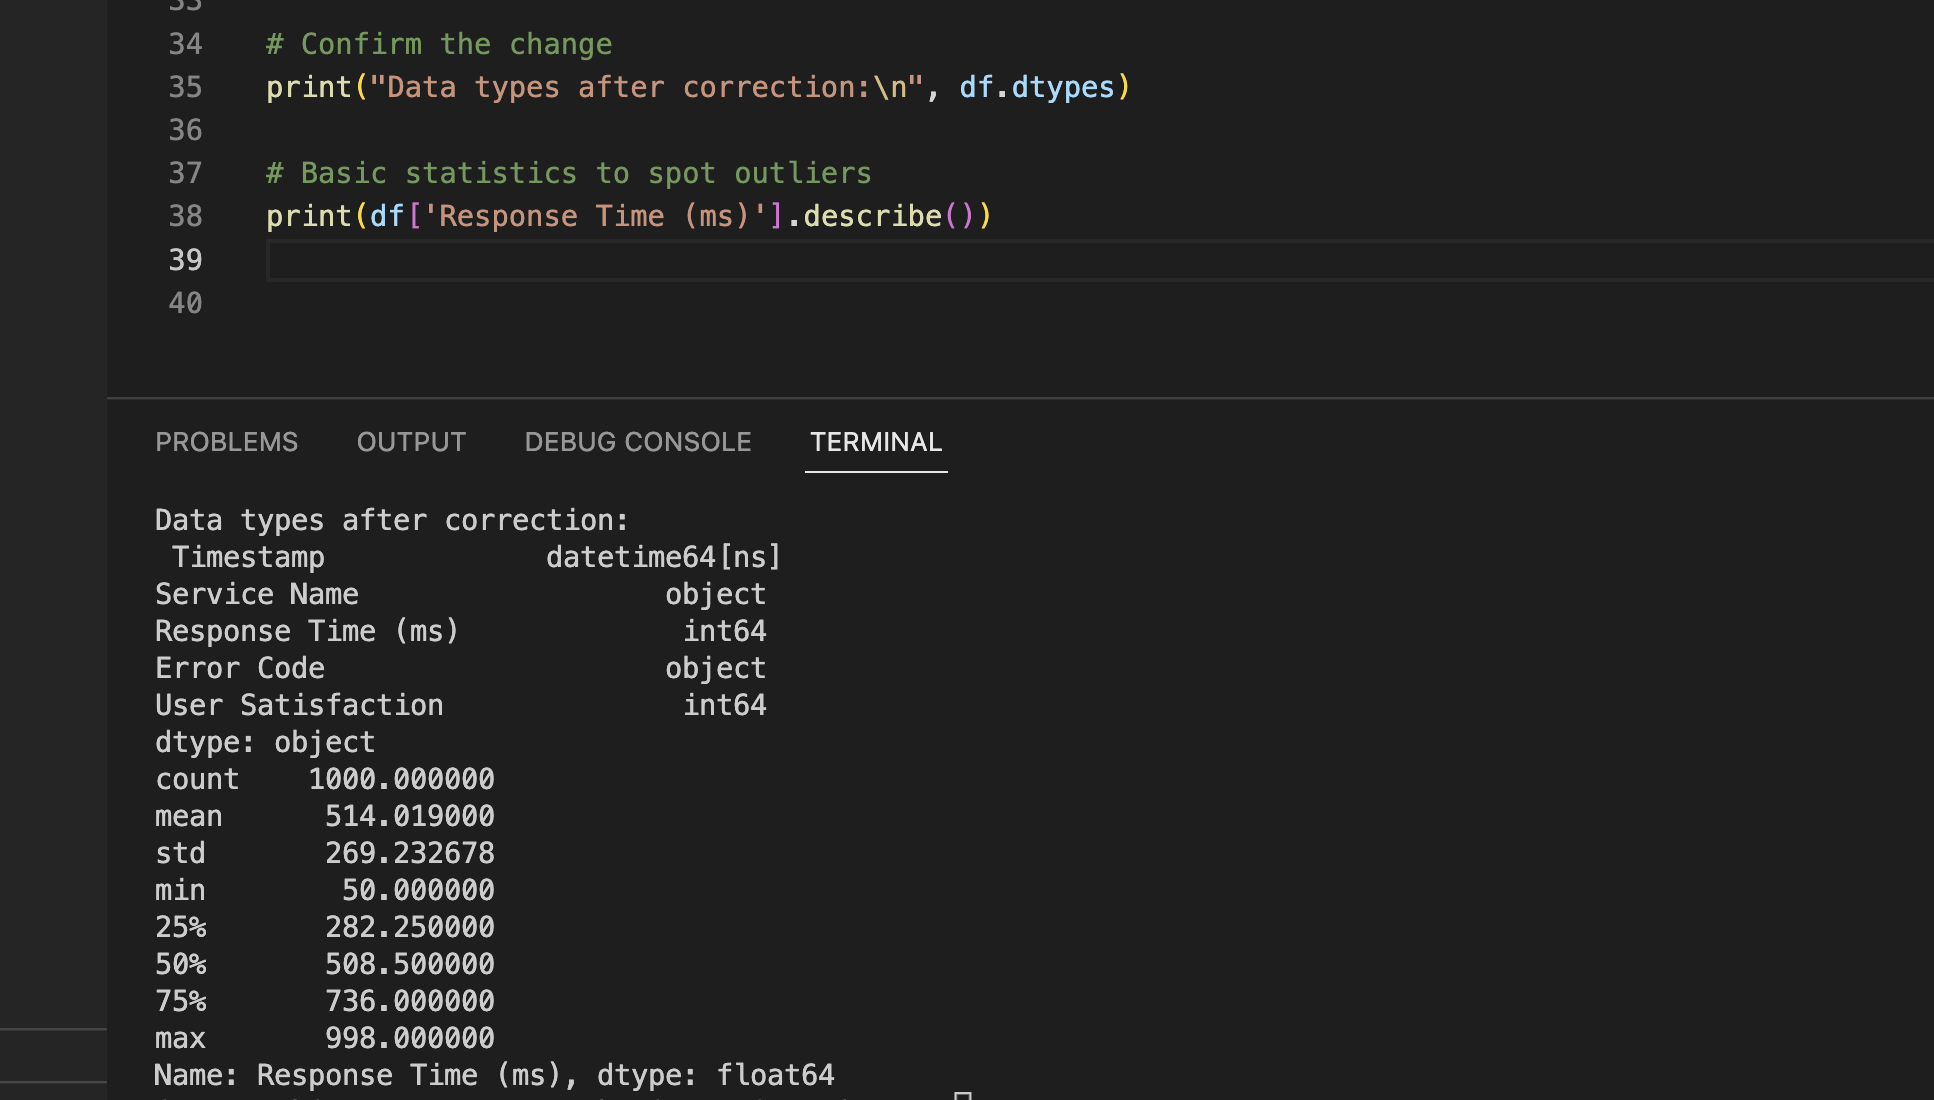 33
34 # Confirm the change
35 print("Data types after correction:\n", df.dtypes)
36
37 # Basic statistics to spot outliers
38 print(df['Response Time (ms)'].describe())
39
40
PROBLEMS OUTPUT DEBUG CONSOLE TERMINAL
Data types after correction:
 Timestamp             datetime64[ns]
Service Name                  object
Response Time (ms)             int64
Error Code                    object
User Satisfaction              int64
dtype: object
count    1000.000000
mean      514.019000
std       269.232678
min        50.000000
25%       282.250000
50%       508.500000
75%       736.000000
max       998.000000
Name: Response Time (ms), dtype: float64